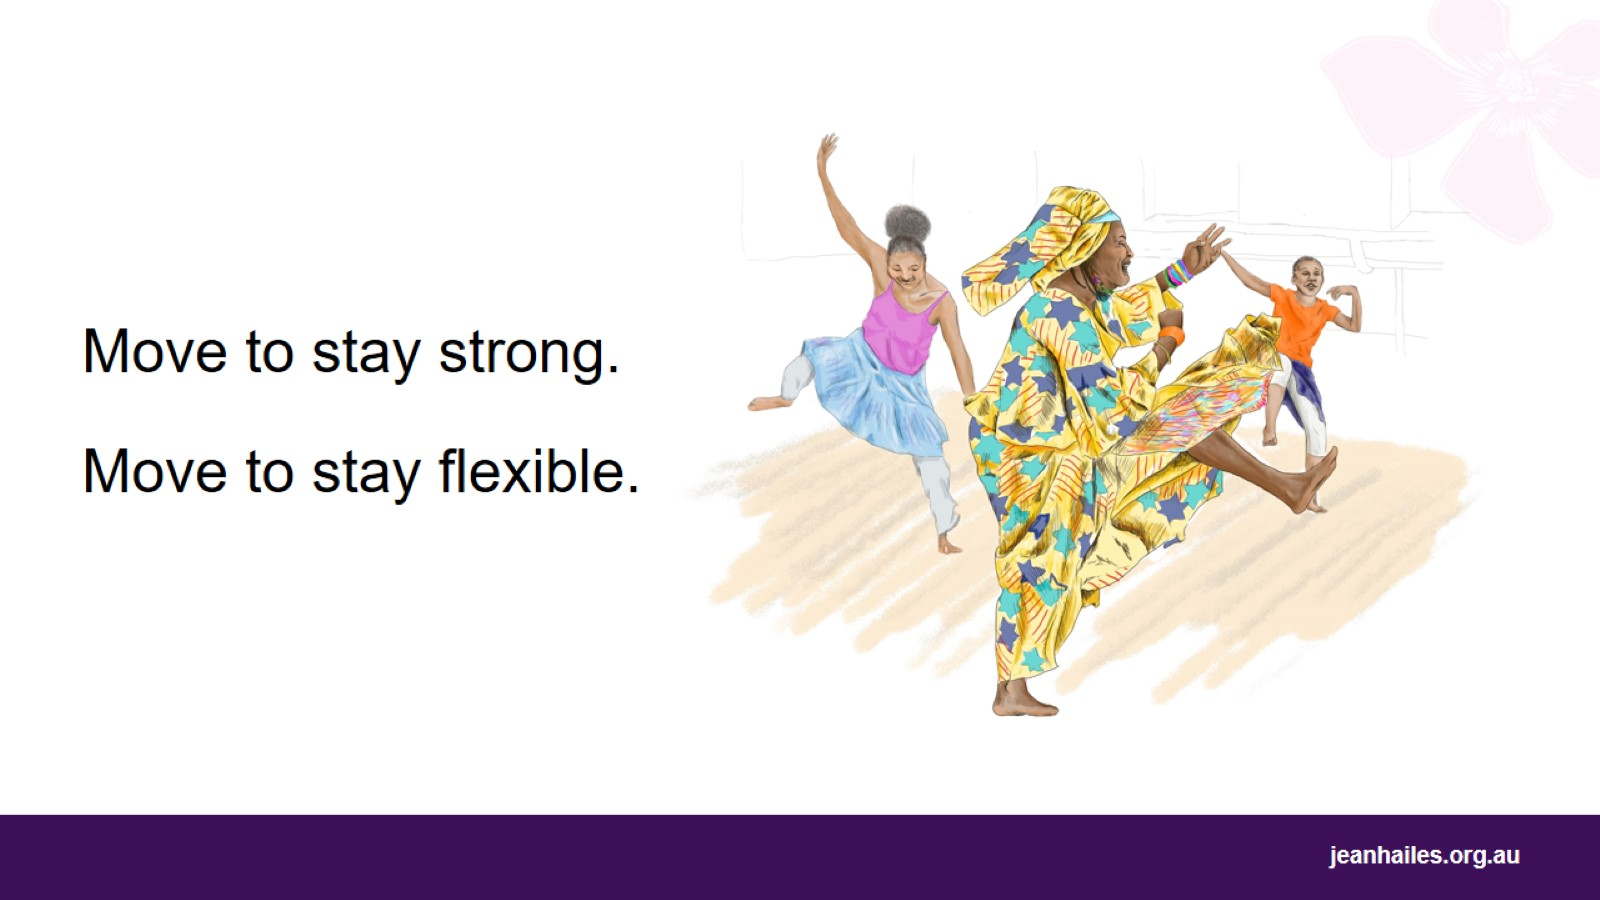 Move to stay strong.
Move to stay flexible.
jeanhailes.org.au